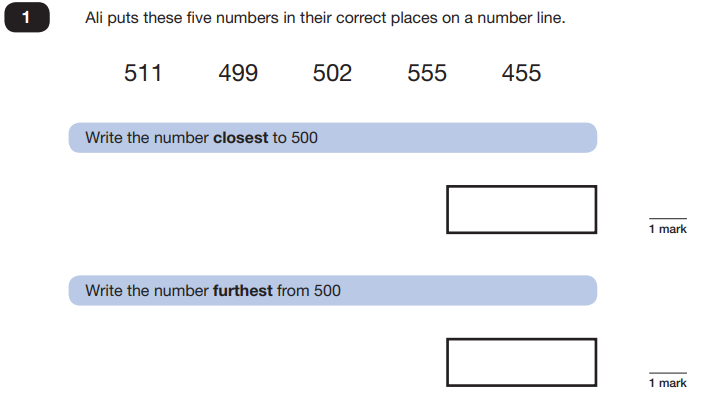 1 Ali puts these five numbers in their correct places on a number line.
511 499 502 555 455
Write the number closest to 500
1 mark
Write the number furthest from 500
1 mark